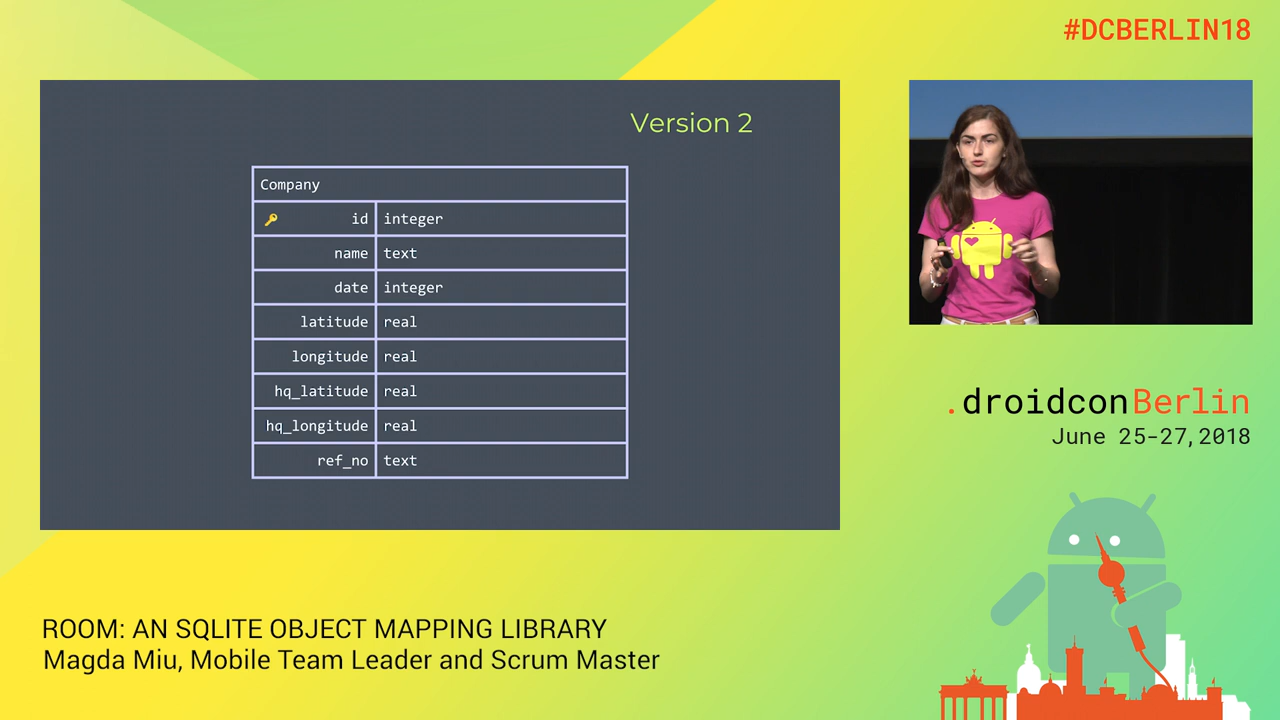 #DCBERLIN18
Version 2
Company
id integer
name text
date integer
latitude real
longitude real
hq_latitude real
hq_longitude real
ref_no text
.droidconBerlin
June 25-27,2018
ROOM: AN SQLITE OBJECT MAPPING LIBRARY
Magda Miu, Mobile Team Leader and Scrum Master